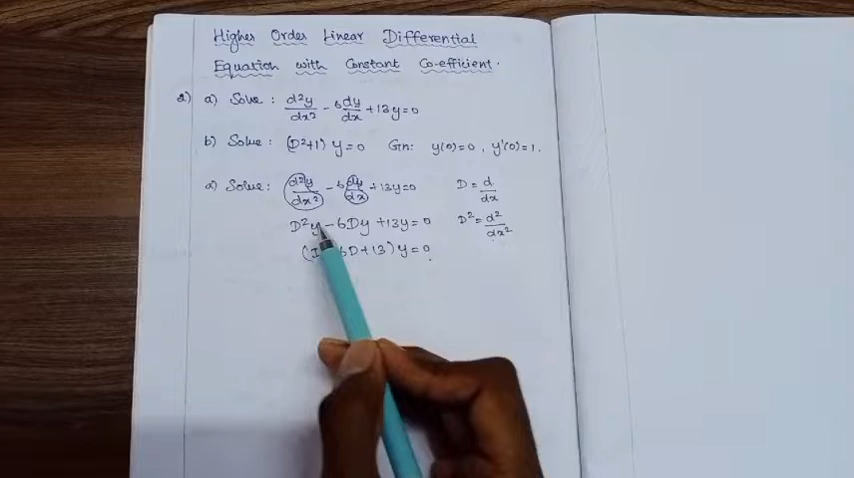 Higher Order Linear Differential
Equation with Constant Co-efficient.
2) a) Solve : d²y/dx² - 6 dy/dx + 13y = 0
b) Solve : (D²+1) y = 0 Gn: y(0) = 0 , y'(0) = 1.
a) Solve : d²y/dx² - 6 dy/dx + 13y = 0 D = d/dx
D²y - 6Dy + 13y = 0 D² = d²/dx²
6D + 13) y = 0